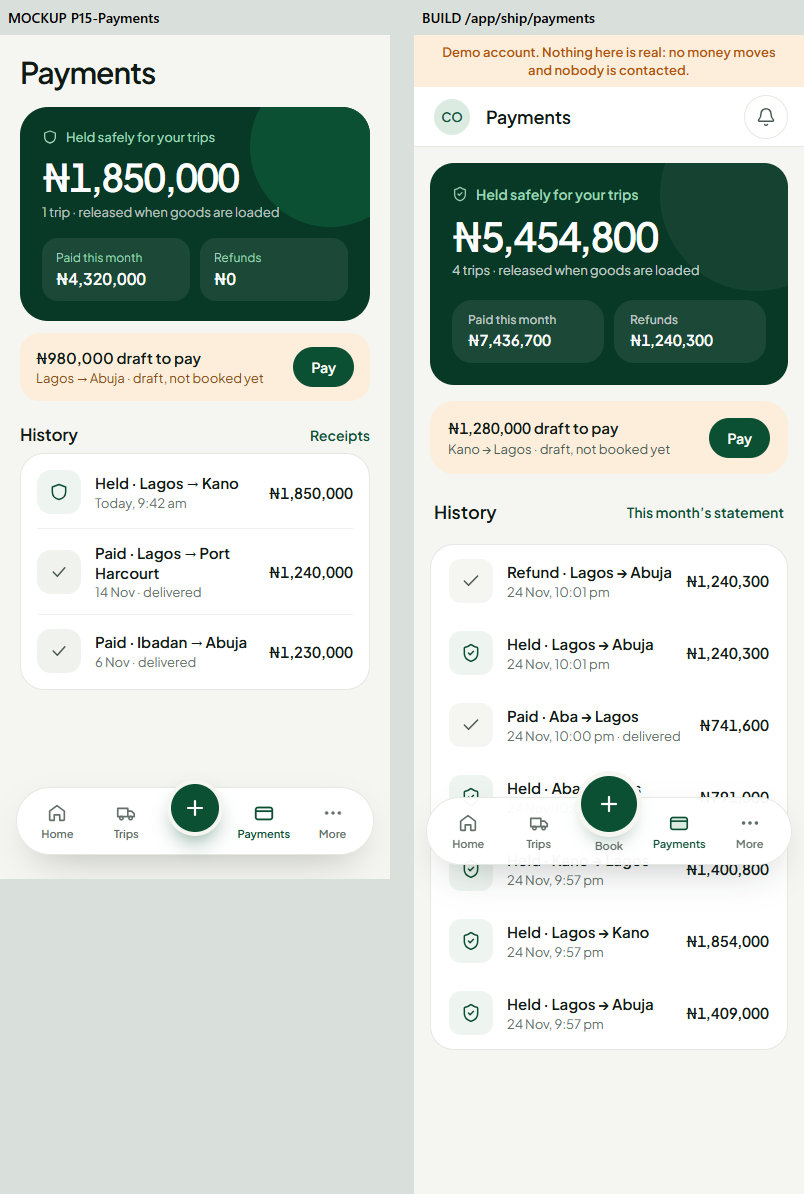 MOCKUP P15-Payments
Payments
Held safely for your trips
₦1,850,000
1 trip · released when goods are loaded
Paid this month
₦4,320,000
Refunds
₦0
₦980,000 draft to pay
Lagos → Abuja · draft, not booked yet
Pay
History
Receipts
Held · Lagos → Kano
Today, 9:42 am
₦1,850,000
Paid · Lagos → Port
Harcourt
14 Nov · delivered
₦1,240,000
Paid · Ibadan → Abuja
6 Nov · delivered
₦1,230,000
Home
Trips
Payments
More
BUILD /app/ship/payments
Demo account. Nothing here is real: no money moves
and nobody is contacted.
CO
Payments
Held safely for your trips
₦5,454,800
4 trips · released when goods are loaded
Paid this month
₦7,436,700
Refunds
₦1,240,300
₦1,280,000 draft to pay
Kano → Lagos · draft, not booked yet
Pay
History
This month's statement
Refund · Lagos → Abuja
24 Nov, 10:01 pm
₦1,240,300
Held · Lagos → Abuja
24 Nov, 10:01 pm
₦1,240,300
Paid · Aba → Lagos
24 Nov, 10:00 pm · delivered
₦741,600
Held · Aba
Home
Trips
Book
Payments
More
Held · Kano → Lagos
24 Nov, 9:57 pm
₦1,400,800
Held · Lagos → Kano
24 Nov, 9:57 pm
₦1,854,000
Held · Lagos → Abuja
24 Nov, 9:57 pm
₦1,409,000